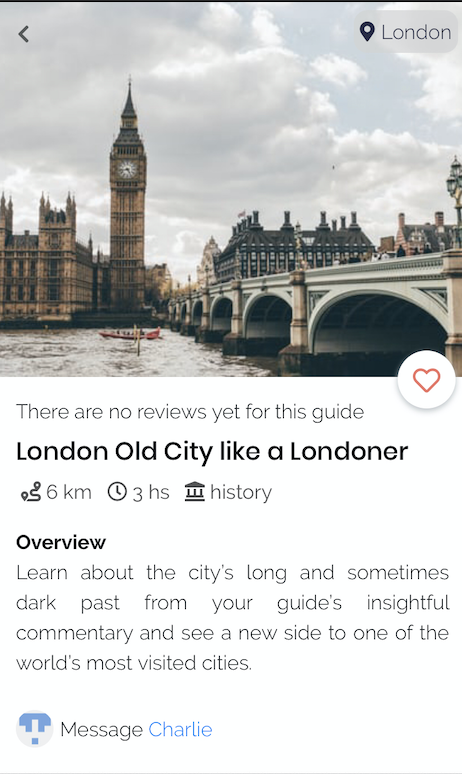 London
There are no reviews yet for this guide
London Old City like a Londoner
6 km 3 hs history
Overview
Learn about the city's long and sometimes
dark past from your guide's insightful
commentary and see a new side to one of the
world's most visited cities.
Message Charlie